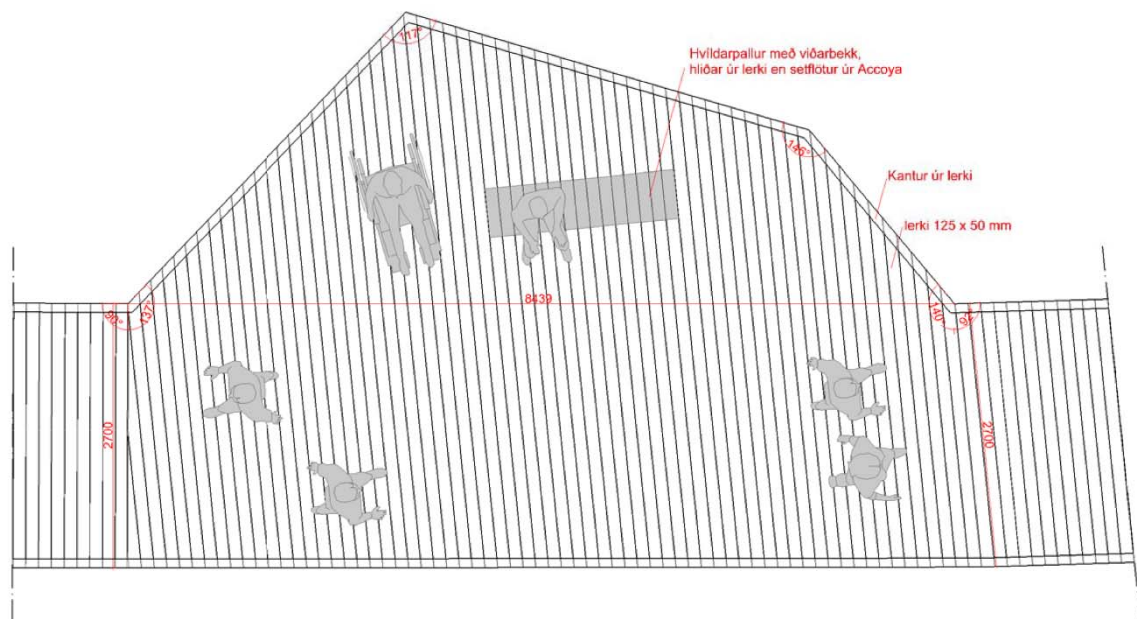 117°
Hvíldarpallur með viðarbekk,
hliðar úr lerki en setflötur úr Accoya
146°
Kantur úr lerki
lerki 125 x 50 mm
90°
137°
8439
140°
92°
2700
2700